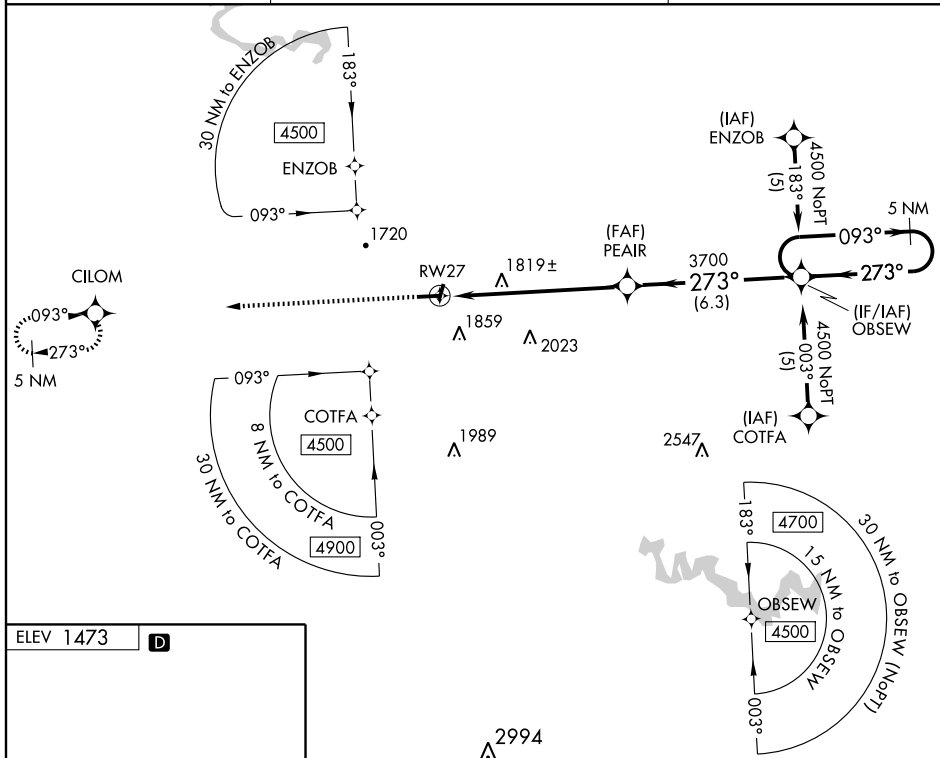 30 NM to ENZOB
183°
4500
ENZOB
093°
1720
(IAF)
ENZOB
4500 NoPT
183°
(5)
5 NM
093°
273°
(FAF)
PEAIR
3700
273°
(6.3)
(IF/IAF)
OBSEW
RW27
1819±
1859
2023
CILOM
093°
273°
5 NM
093°
COTFA
4500
8 NM to COTFA
30 NM to COTFA
4900
003°
1989
2547
4500 NoPT
003°
(5)
(IAF)
COTFA
183°
4700
30 NM to OBSEW (NoPT)
15 NM to OBSEW
OBSEW
4500
003°
ELEV 1473 D
2994